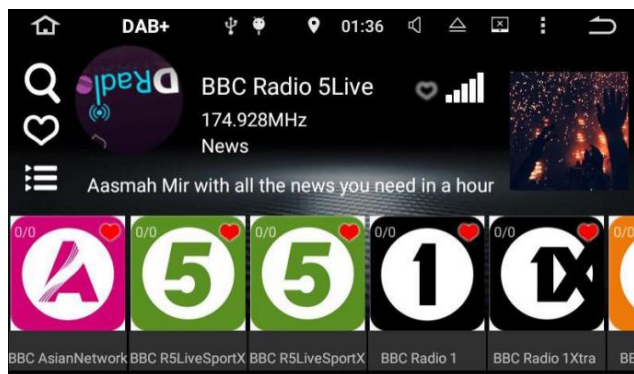 DAB+
01:36
DRadio
BBC Radio 5Live
174.928MHz
News
Aasmah Mir with all the news you need in a hour
0/0
0/0
0/0
0/0
0/0
0/0
A
5
5
1
1X
BBC AsianNetwork
BBC R5LiveSportX
BBC R5LiveSportX
BBC Radio 1
BBC Radio 1Xtra